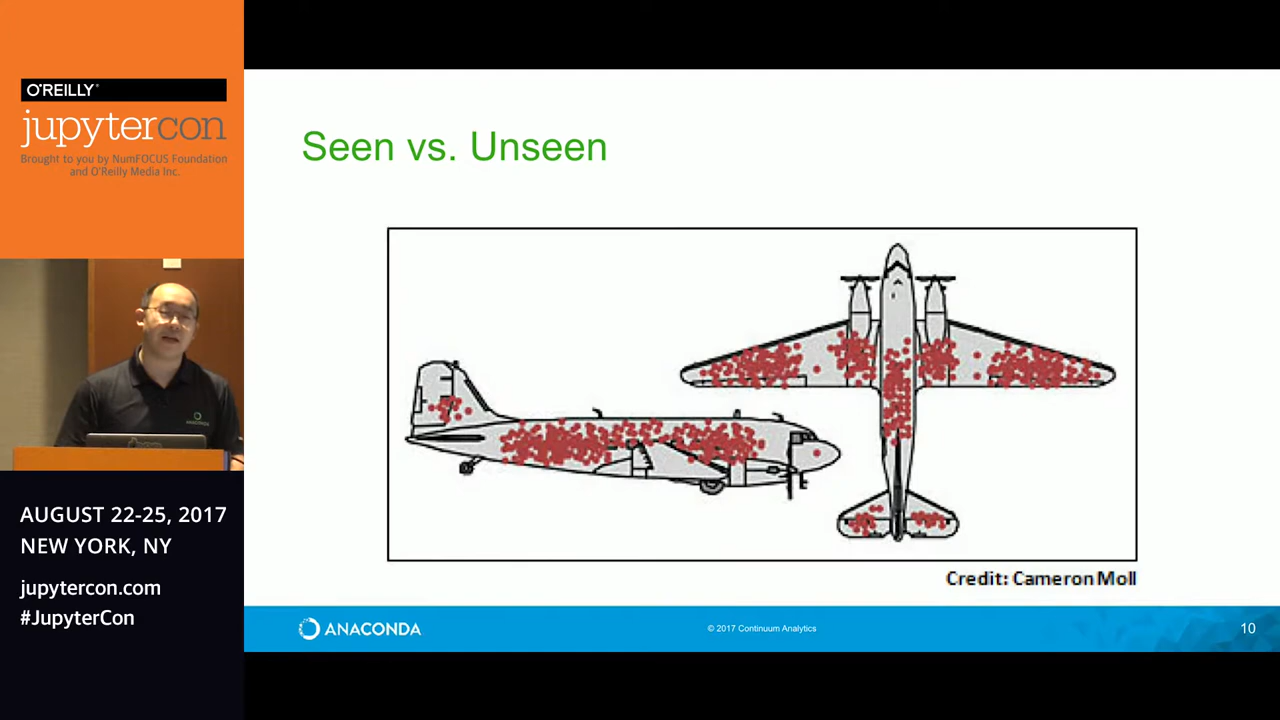 O'REILLY®
jupytercon
Brought to you by NumFOCUS Foundation
and O'Reilly Media Inc.
AUGUST 22-25, 2017
NEW YORK, NY
jupytercon.com
#JupyterCon
Seen vs. Unseen
Credit: Cameron Moll
ANACONDA
© 2017 Continuum Analytics
10
ANACONDA